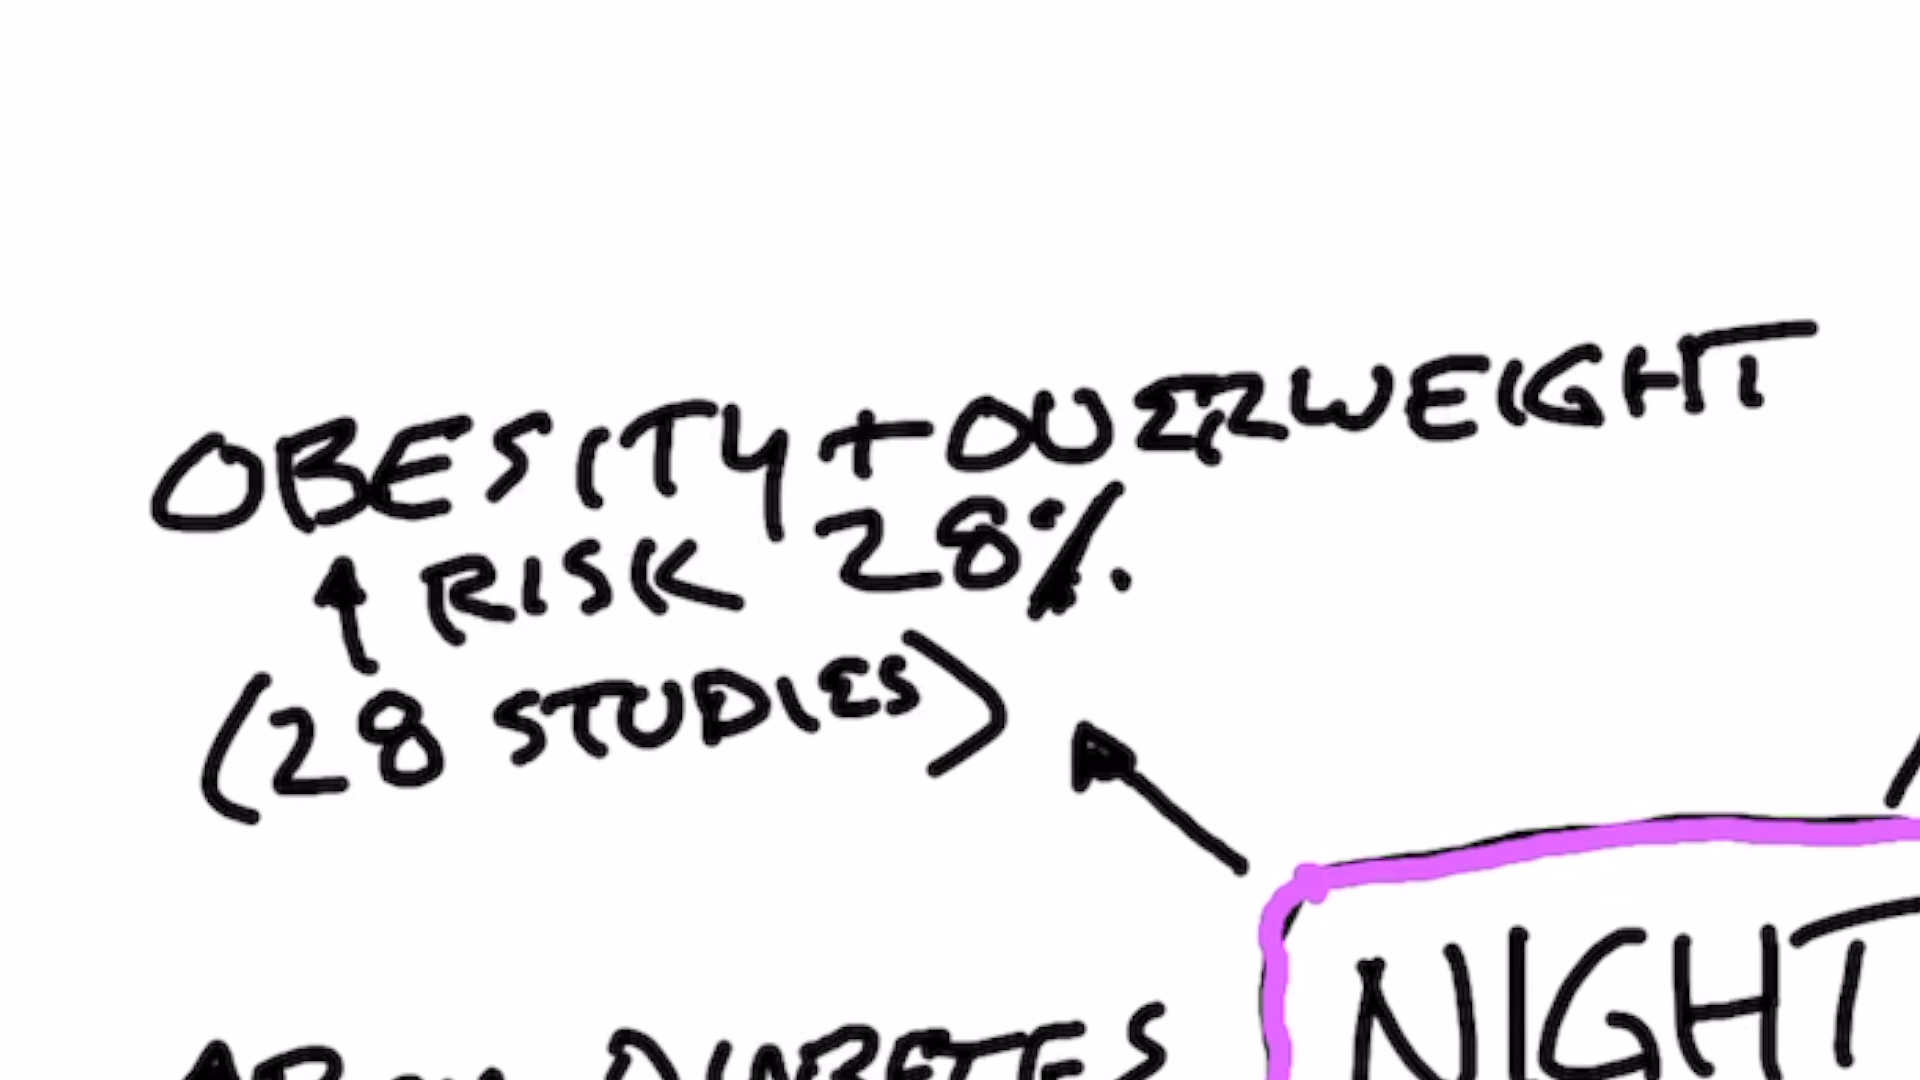 OBESITY + OVERWEIGHT
↑ RISK 28%.
(28 STUDIES)
NIGHT
DIABETES